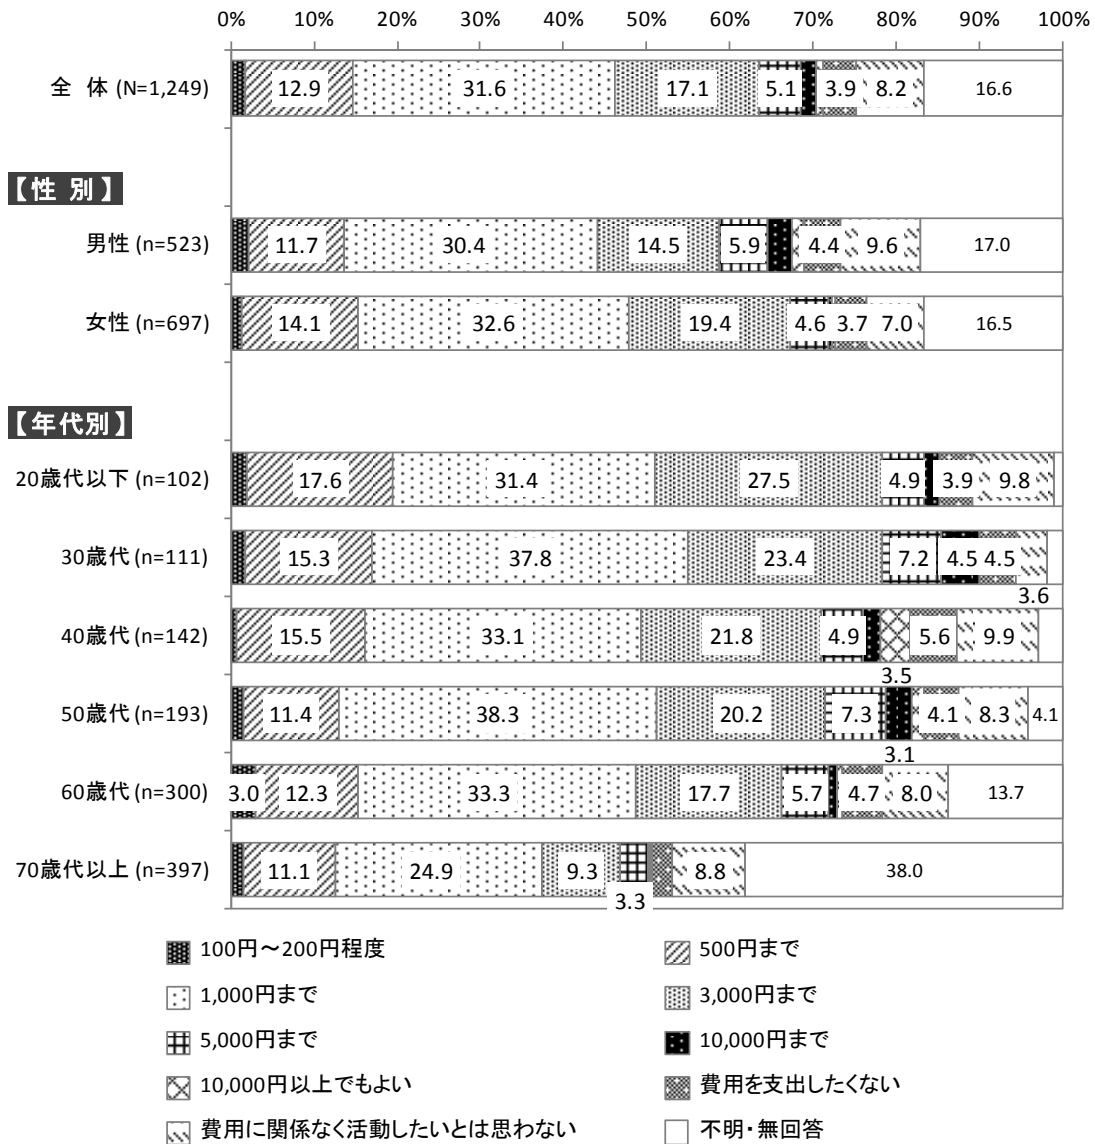 0% 10% 20% 30% 40% 50% 60% 70% 80% 90% 100%
全 体 (N=1,249) 12.9 31.6 17.1 5.1 3.9 8.2 16.6
【性 別】
男性 (n=523) 11.7 30.4 14.5 5.9 4.4 9.6 17.0
女性 (n=697) 14.1 32.6 19.4 4.6 3.7 7.0 16.5
【年代別】
20歳代以下 (n=102) 17.6 31.4 27.5 4.9 3.9 9.8
30歳代 (n=111) 15.3 37.8 23.4 7.2 4.5 4.5
3.6
40歳代 (n=142) 15.5 33.1 21.8 4.9 5.6 9.9
3.5
50歳代 (n=193) 11.4 38.3 20.2 7.3 4.1 8.3 4.1
3.1
60歳代 (n=300) 3.0 12.3 33.3 17.7 5.7 4.7 8.0 13.7
70歳代以上 (n=397) 11.1 24.9 9.3 8.8 38.0
3.3
100円～200円程度 500円まで
1,000円まで 3,000円まで
5,000円まで 10,000円まで
10,000円以上でもよい 費用を支出したくない
費用に関係なく活動したいとは思わない 不明・無回答